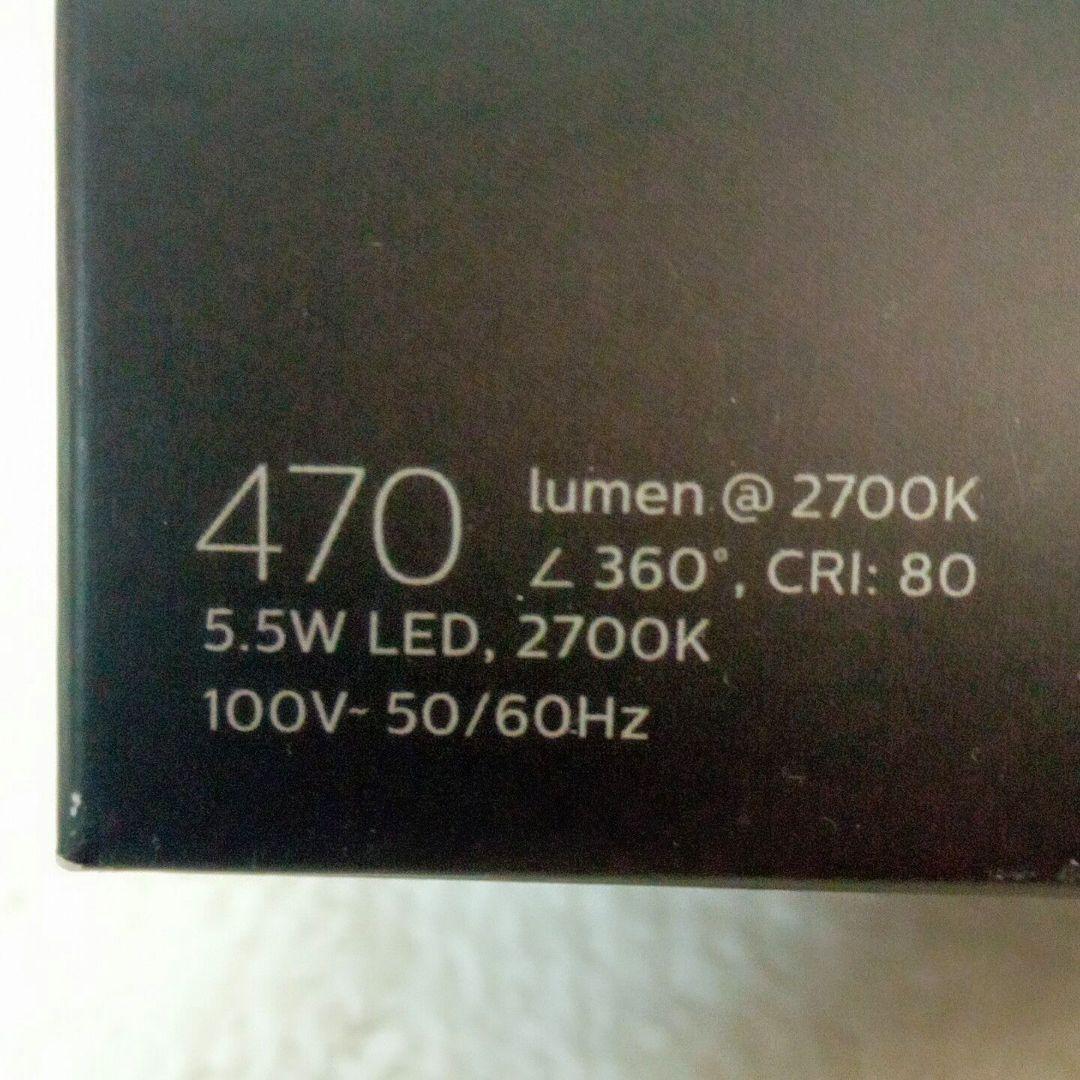 470 lumen @ 2700K
∠ 360°, CRI: 80
5.5W LED, 2700K
100V~ 50/60Hz